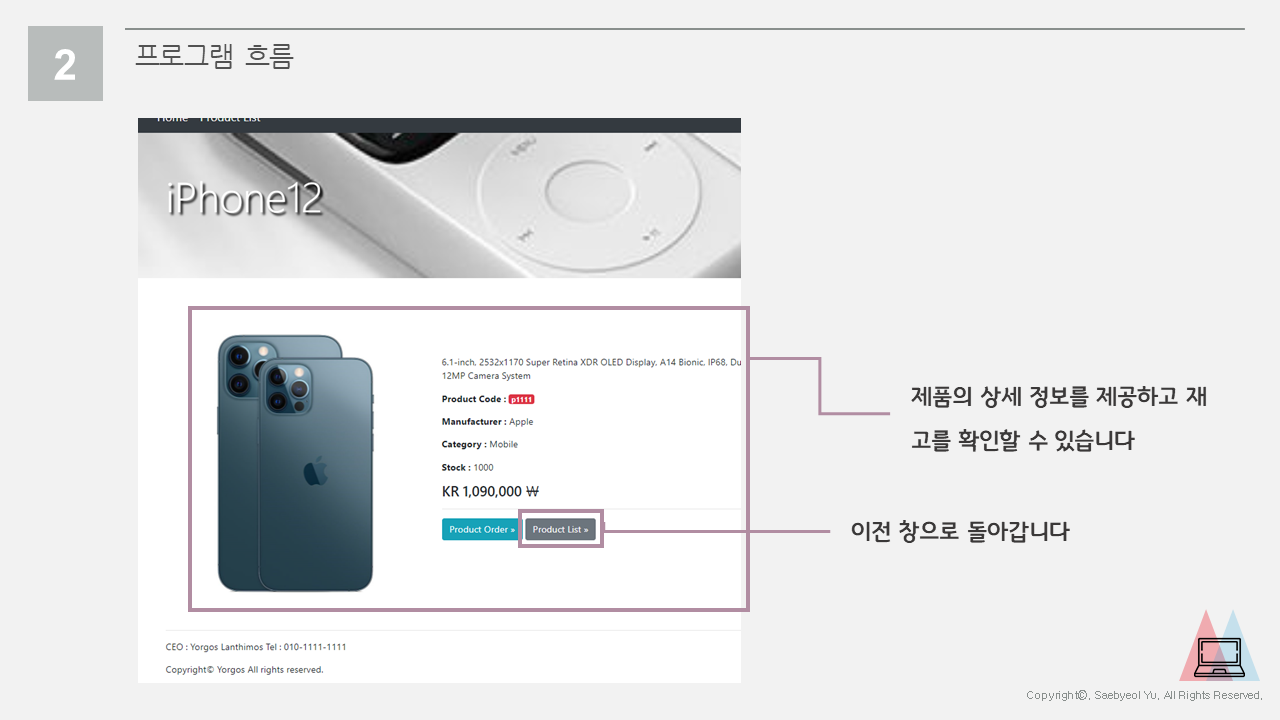 2
프로그램 흐름
Home Product List
MENU
iPhone12
6.1-inch, 2532x1170 Super Retina XDR OLED Display, A14 Bionic, IP68, Du
12MP Camera System
Product Code : p1111
Manufacturer : Apple
Category : Mobile
Stock : 1000
KR 1,090,000 ₩
Product Order »
Product List »
제품의 상세 정보를 제공하고 재
고를 확인할 수 있습니다
이전 창으로 돌아갑니다
CEO : Yorgos Lanthimos Tel : 010-1111-1111
Copyright© Yorgos All rights reserved.
Copyright©, Saebyeol Yu, All Rights Reserved,